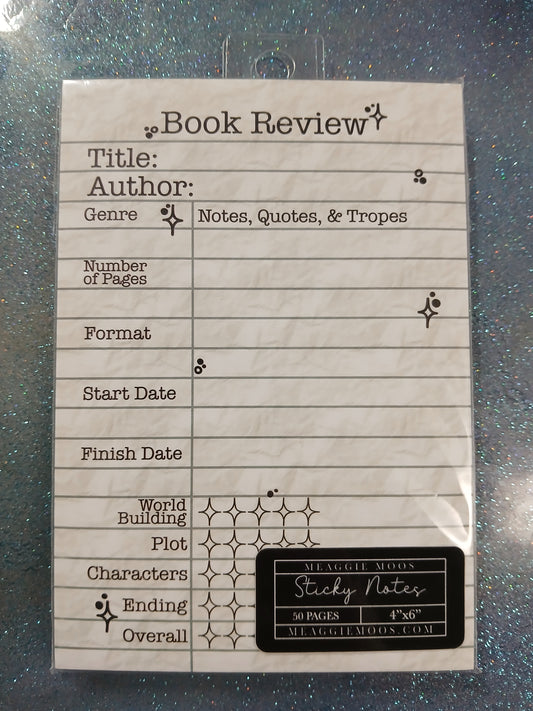 Book Review
Title:
Author:
Genre
Notes, Quotes, & Tropes
Number
of Pages
Format
Start Date
Finish Date
World
Building
Plot
Characters
Ending
Overall
MEAGGIE MOOS
Sticky Notes
50 PAGES 4"x6"
MEAGGIEMOOS.COM